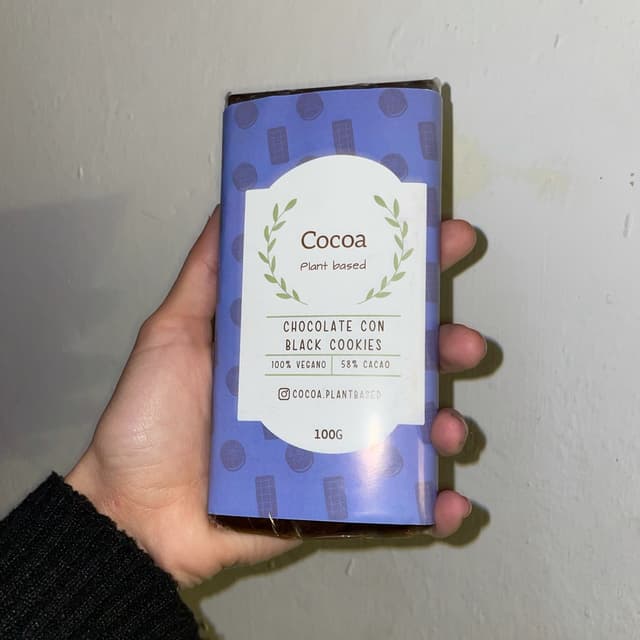 Cocoa
Plant based
CHOCOLATE CON
BLACK COOKIES
100% VEGANO 58% CACAO
COCOA.PLANTBASED
100G